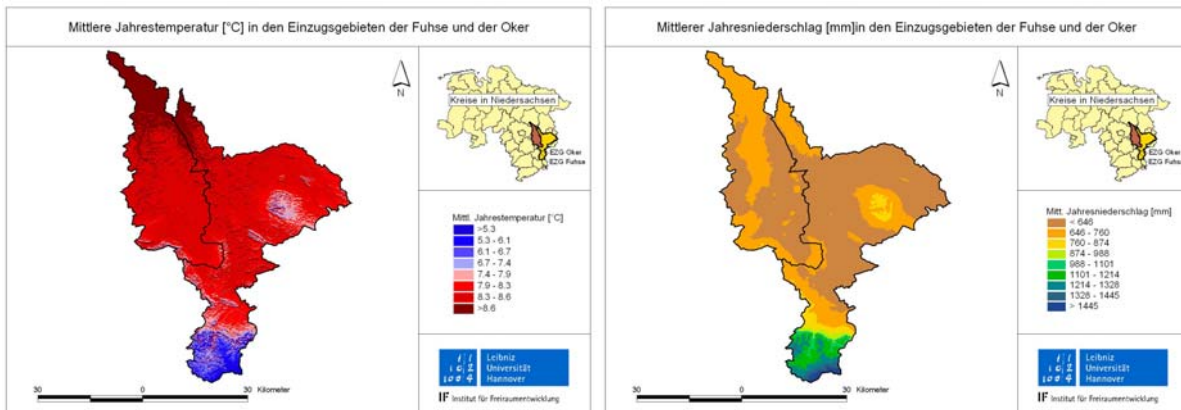 Mittlere Jahrestemperatur [°C] in den Einzugsgebieten der Fuhse und der Oker
N
Kreise in Niedersachsen
EZG Oker
EZG Fuhse
Mittl. Jahrestemperatur [°C]
>5.3
5.3 - 6.1
6.1 - 6.7
6.7 - 7.4
7.4 - 7.9
7.9 - 8.3
8.3 - 8.6
>8.6
30 0 30 Kilometer
Leibniz
Universität
Hannover
IF Institut für Freiraumentwicklung
Mittlerer Jahresniederschlag [mm]in den Einzugsgebieten der Fuhse und der Oker
N
Kreise in Niedersachsen
EZG Oker
EZG Fuhse
Mitt. Jahresniederschlag [mm]
< 646
646 - 760
760 - 874
874 - 988
988 - 1101
1101 - 1214
1214 - 1328
1328 - 1445
> 1445
30 0 30 Kilometer
Leibniz
Universität
Hannover
IF Institut für Freiraumentwicklung